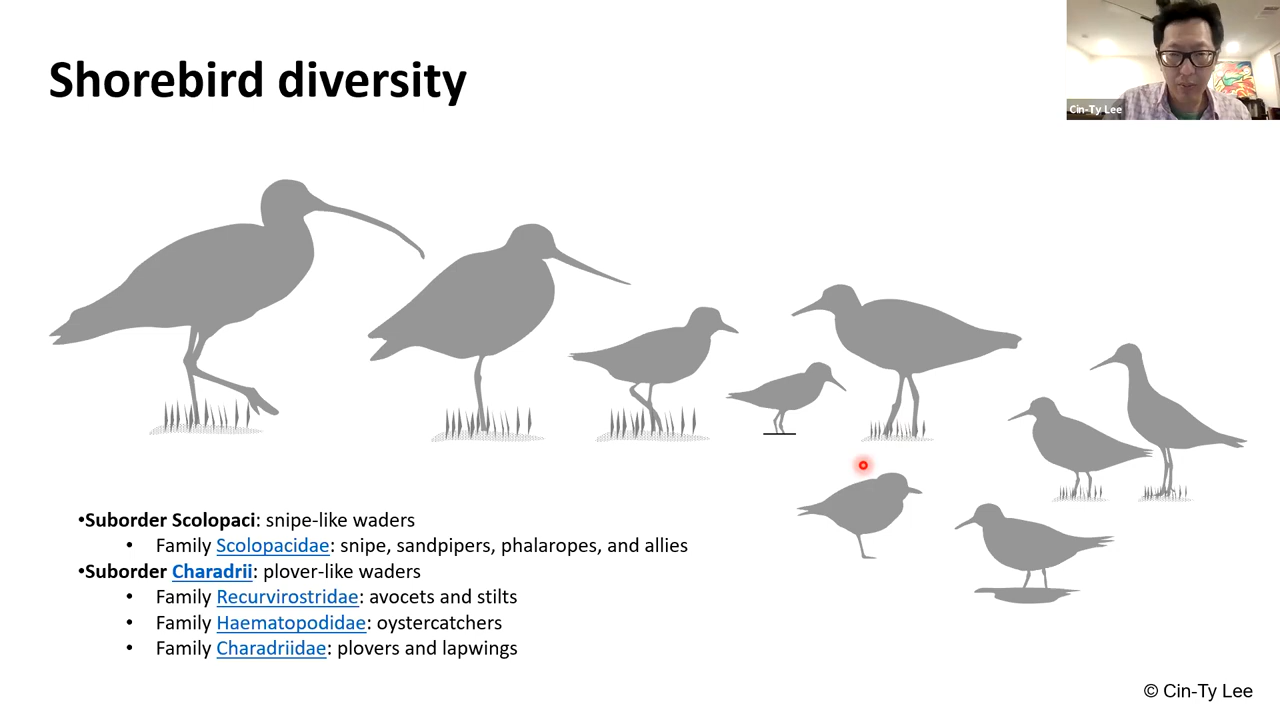 Shorebird diversity
Cin-Ty Lee
•Suborder Scolopaci: snipe-like waders
• Family Scolopacidae: snipe, sandpipers, phalaropes, and allies
•Suborder Charadrii: plover-like waders
• Family Recurvirostridae: avocets and stilts
• Family Haematopodidae: oystercatchers
• Family Charadriidae: plovers and lapwings
© Cin-Ty Lee